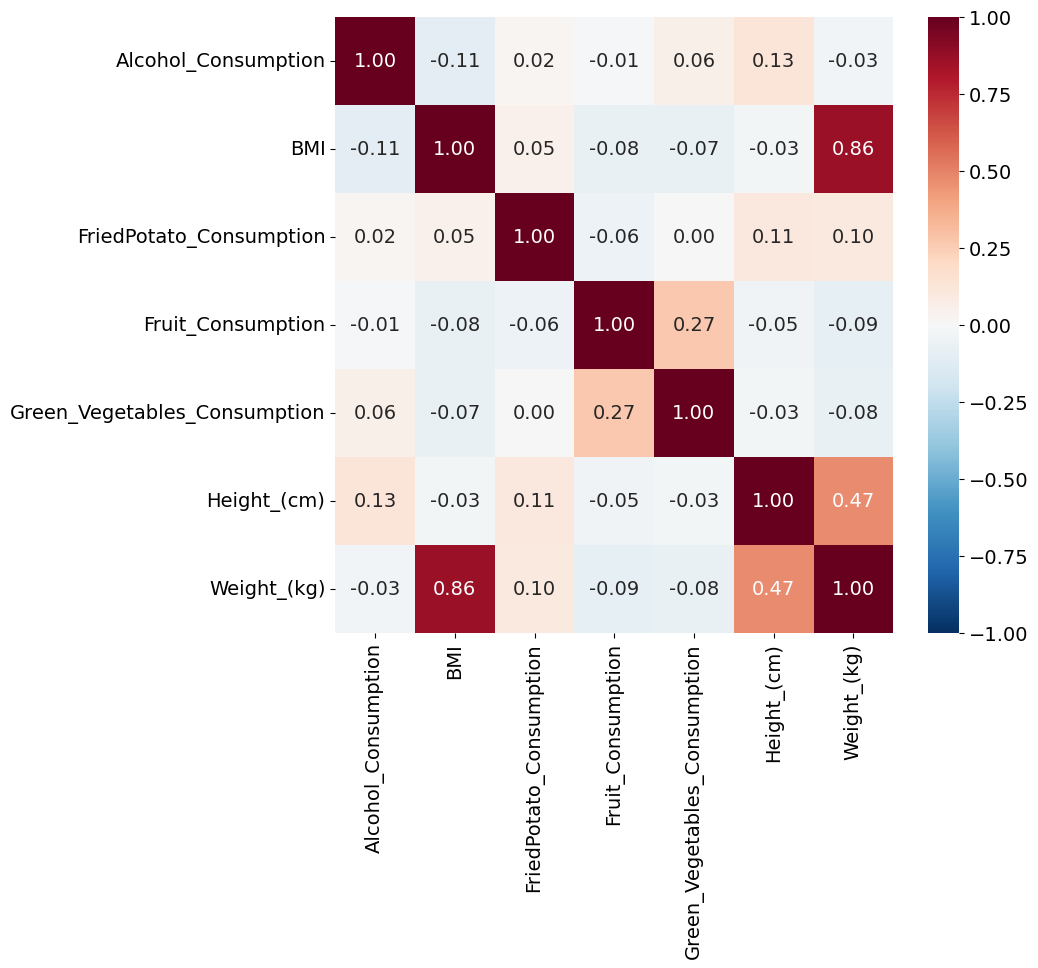 Alcohol_Consumption 1.00 -0.11 0.02 -0.01 0.06 0.13 -0.03
BMI -0.11 1.00 0.05 -0.08 -0.07 -0.03 0.86
FriedPotato_Consumption 0.02 0.05 1.00 -0.06 0.00 0.11 0.10
Fruit_Consumption -0.01 -0.08 -0.06 1.00 0.27 -0.05 -0.09
Green_Vegetables_Consumption 0.06 -0.07 0.00 0.27 1.00 -0.03 -0.08
Height_(cm) 0.13 -0.03 0.11 -0.05 -0.03 1.00 0.47
Weight_(kg) -0.03 0.86 0.10 -0.09 -0.08 0.47 1.00
Alcohol_Consumption
BMI
FriedPotato_Consumption
Fruit_Consumption
Green_Vegetables_Consumption
Height_(cm)
Weight_(kg)
1.00
0.75
0.50
0.25
0.00
−0.25
−0.50
−0.75
−1.00